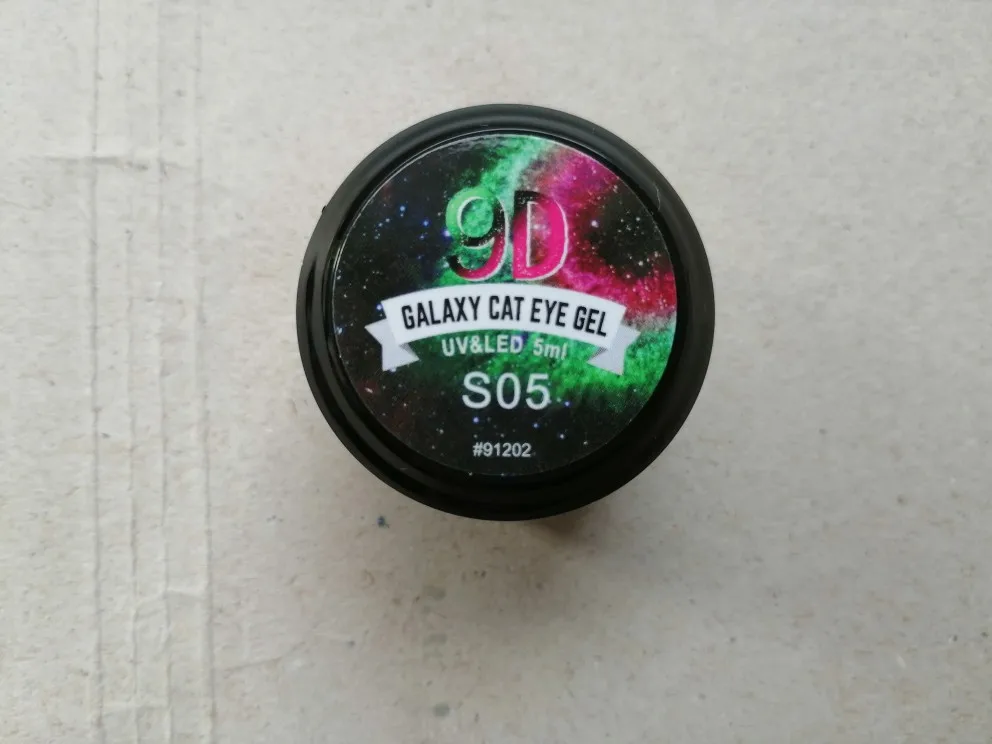 9D
GALAXY CAT EYE GEL
UV&LED 5ml
S05
#91202